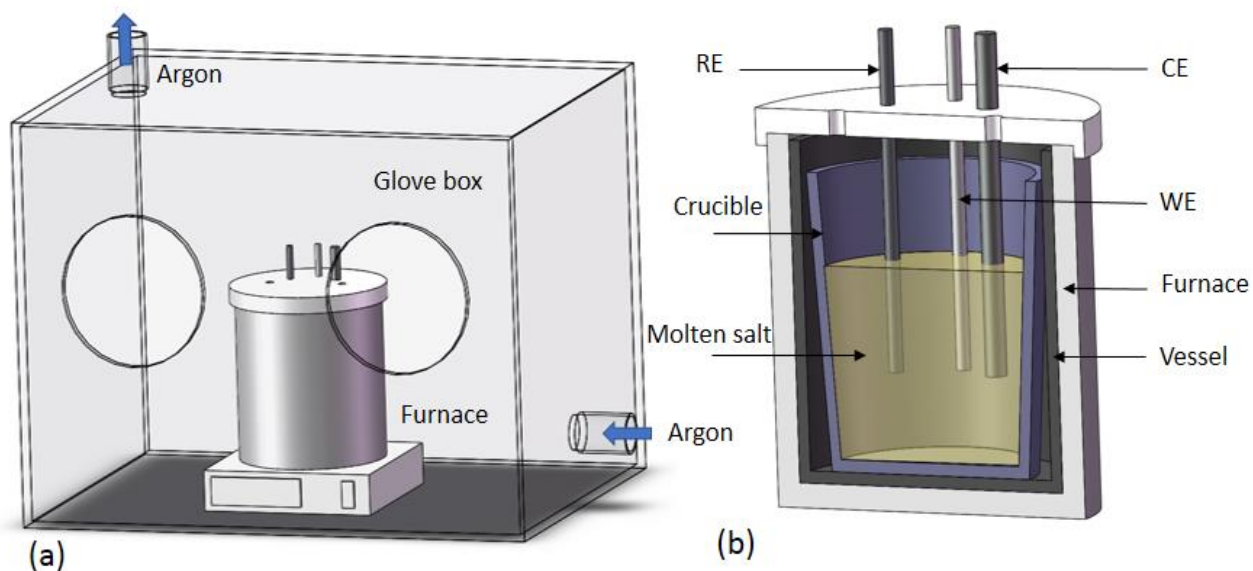 Argon
Glove box
Furnace
Argon
(a)
RE
CE
Crucible
WE
Furnace
Molten salt
Vessel
(b)